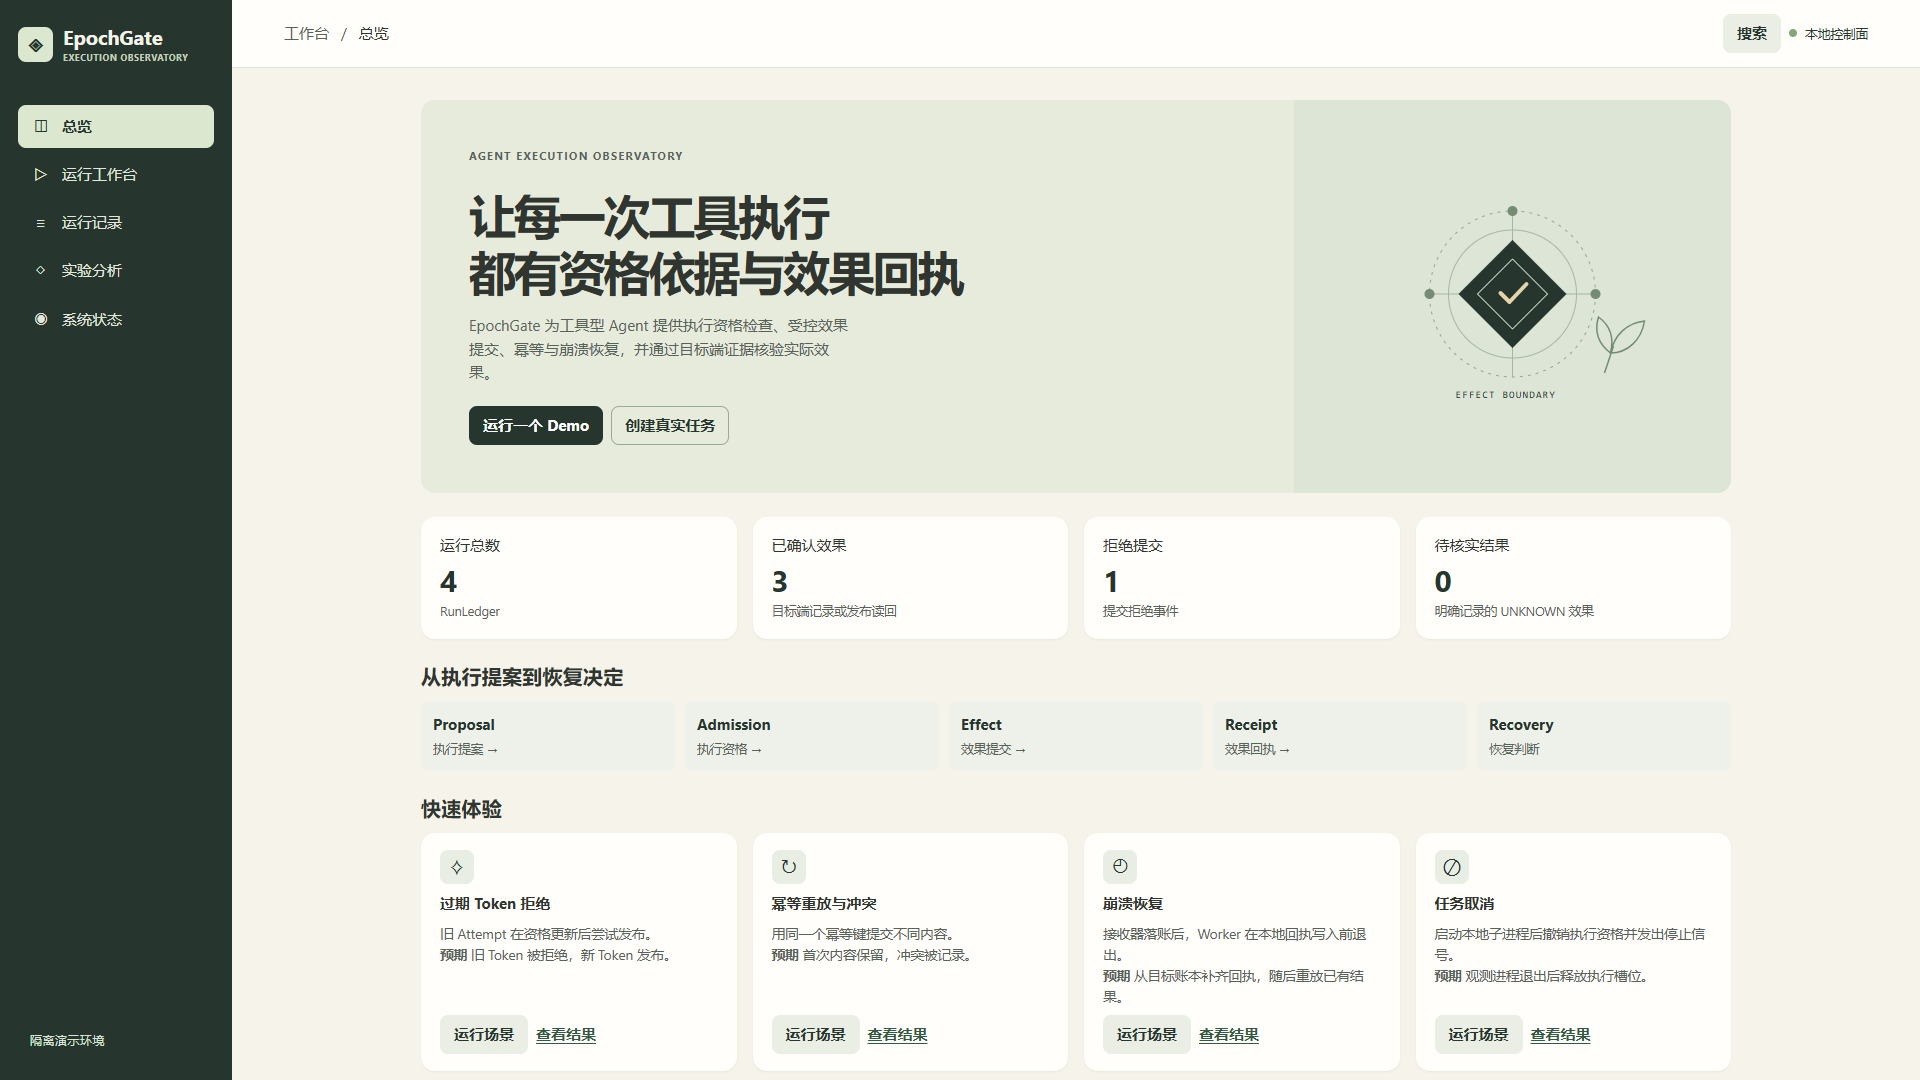 EpochGate
EXECUTION OBSERVATORY
总览
运行工作台
运行记录
实验分析
系统状态
隔离演示环境
工作台 / 总览
搜索
本地控制面
AGENT EXECUTION OBSERVATORY
让每一次工具执行
都有资格依据与效果回执
EpochGate 为工具型 Agent 提供执行资格检查、受控效果
提交、幂等与崩溃恢复，并通过目标端证据核验实际效
果。
运行一个 Demo
创建真实任务
EFFECT BOUNDARY
运行总数
4
RunLedger
已确认效果
3
目标端记录或发布读回
拒绝提交
1
提交拒绝事件
待核实结果
0
明确记录的 UNKNOWN 效果
从执行提案到恢复决定
Proposal
执行提案 →
Admission
执行资格 →
Effect
效果提交 →
Receipt
效果回执 →
Recovery
恢复判断
快速体验
过期 Token 拒绝
旧 Attempt 在资格更新后尝试发布。
预期 旧 Token 被拒绝，新 Token 发布。
运行场景 查看结果
幂等重放与冲突
用同一个幂等键提交不同内容。
预期 首次内容保留，冲突被记录。
运行场景 查看结果
崩溃恢复
接收器落账后，Worker 在本地回执写入前退
出。
预期 从目标账本补齐回执，随后重放已有结
果。
运行场景 查看结果
任务取消
启动本地子进程后撤销执行资格并发出停止信
号。
预期 观测进程退出后释放执行槽位。
运行场景 查看结果